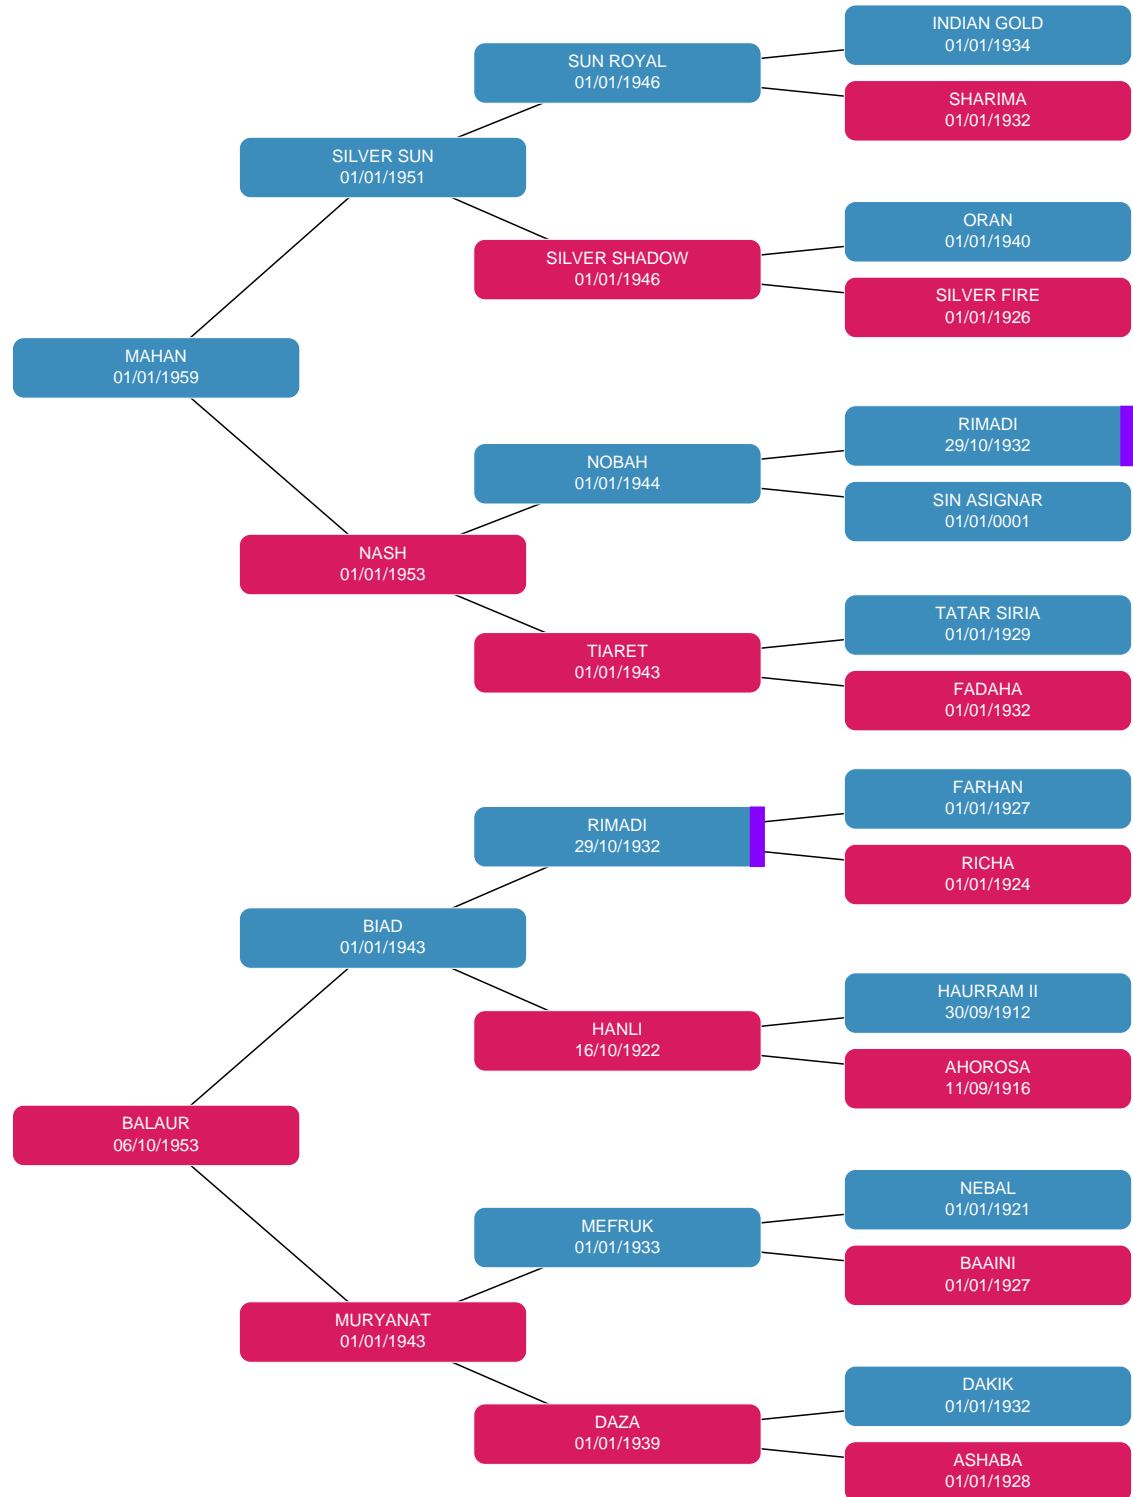 INDIAN GOLD
01/01/1934
SUN ROYAL
01/01/1946
SHARIMA
01/01/1932
SILVER SUN
01/01/1951
ORAN
01/01/1940
SILVER SHADOW
01/01/1946
SILVER FIRE
01/01/1926
MAHAN
01/01/1959
RIMADI
29/10/1932
NOBAH
01/01/1944
SIN ASIGNAR
01/01/0001
NASH
01/01/1953
TATAR SIRIA
01/01/1929
TIARET
01/01/1943
FADAHA
01/01/1932
FARHAN
01/01/1927
RIMADI
29/10/1932
RICHA
01/01/1924
BIAD
01/01/1943
HAURRAM II
30/09/1912
HANLI
16/10/1922
AHOROSA
11/09/1916
BALAUR
06/10/1953
NEBAL
01/01/1921
MEFRUK
01/01/1933
BAAINI
01/01/1927
MURYANAT
01/01/1943
DAKIK
01/01/1932
DAZA
01/01/1939
ASHABA
01/01/1928